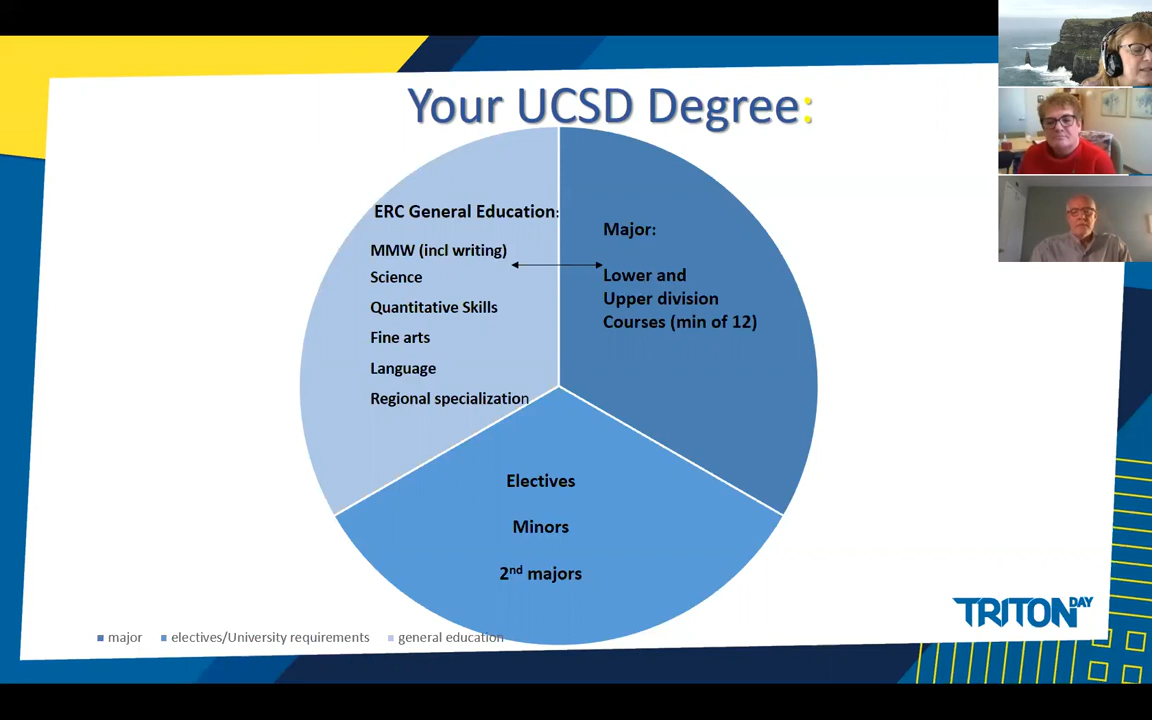 Your UCSD Degree:
ERC General Education:
MMW (incl writing)
Science
Quantitative Skills
Fine arts
Language
Regional specialization
Major:
Lower and
Upper division
Courses (min of 12)
Electives
Minors
2nd majors
major
electives/University requirements
general education
TRITON DAY